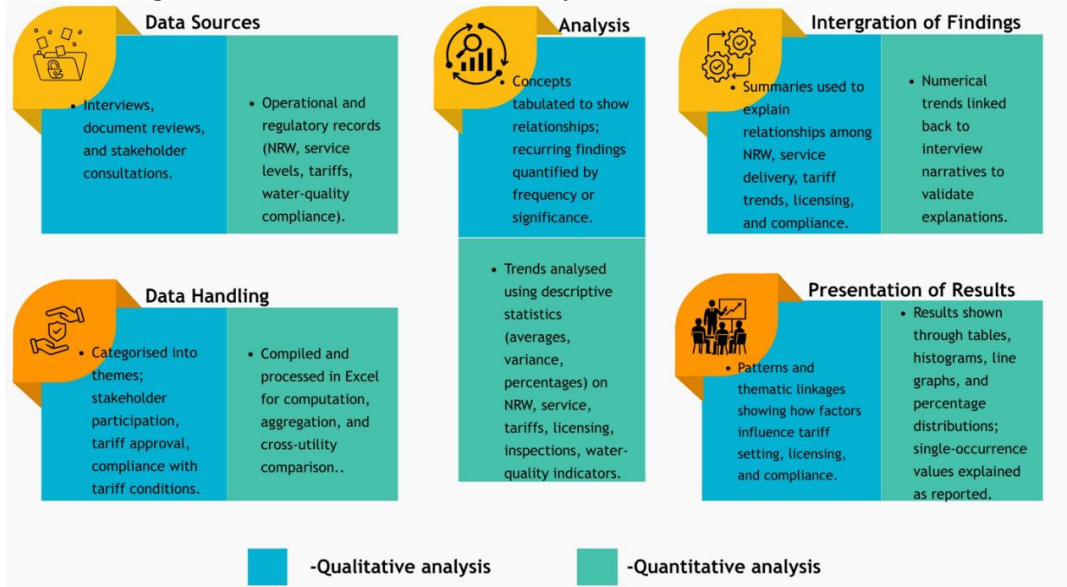 Data Sources
• Interviews,
document reviews,
and stakeholder
consultations.
• Operational and
regulatory records
(NRW, service
levels, tariffs,
water-quality
compliance).
Analysis
• Concepts
tabulated to show
relationships;
recurring findings
quantified by
frequency or
significance.
• Trends analysed
using descriptive
statistics
(averages,
variance,
percentages) on
NRW, service,
tariffs, licensing,
inspections, water-
quality indicators.
Intergration of Findings
• Summaries used to
explain
relationships among
NRW, service
delivery, tariff
trends, licensing,
and compliance.
• Numerical
trends linked
back to
interview
narratives to
validate
explanations.
Data Handling
• Categorised into
themes;
stakeholder
participation,
tariff approval,
compliance with
tariff conditions.
• Compiled and
processed in Excel
for computation,
aggregation, and
cross-utility
comparison..
Presentation of Results
• Patterns and
thematic linkages
showing how factors
influence tariff
setting, licensing,
and compliance.
• Results shown
through tables,
histograms, line
graphs, and
percentage
distributions;
single-occurrence
values explained
as reported.
-Qualitative analysis
-Quantitative analysis